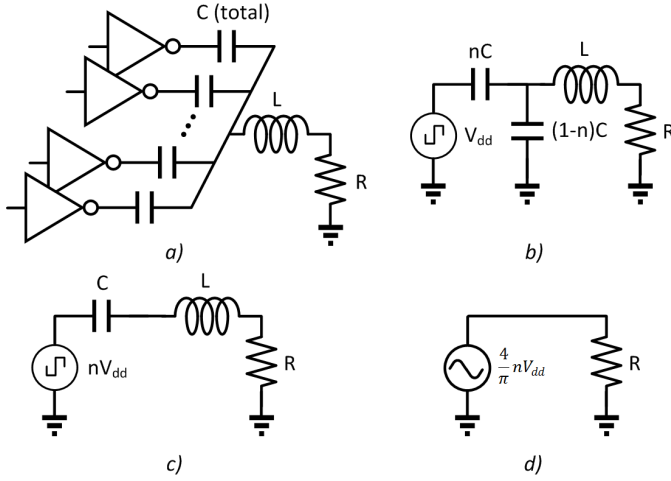 C (total)
L
R
a)
nC
L
V_dd
(1-n)C
R
b)
C
L
nV_dd
R
c)
4/π nV_dd
R
d)